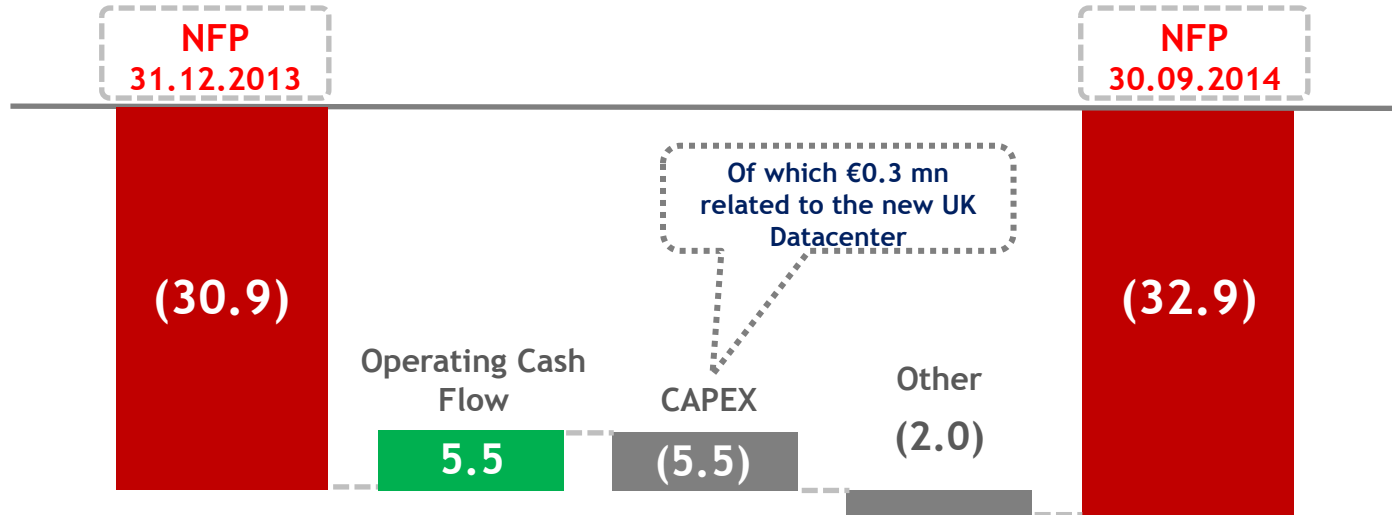 NFP
31.12.2013
NFP
30.09.2014
Of which €0.3 mn
related to the new UK
Datacenter
(30.9)
(32.9)
Operating Cash
Flow
CAPEX
Other
(2.0)
5.5
(5.5)